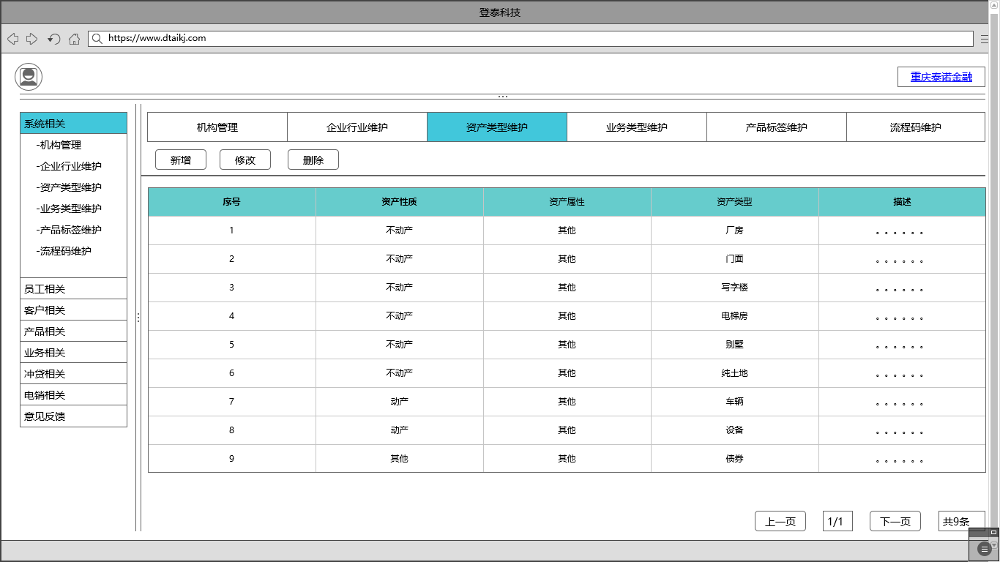 登泰科技
https://www.dtaikj.com
重庆泰诺金融
系统相关
-机构管理
-企业行业维护
-资产类型维护
-业务类型维护
-产品标签维护
-流程码维护
员工相关
客户相关
产品相关
业务相关
冲贷相关
电销相关
意见反馈
机构管理 企业行业维护 资产类型维护 业务类型维护 产品标签维护 流程码维护
新增 修改 删除
序号 资产性质 资产属性 资产类型 描述
1 不动产 其他 厂房 。。。。。。
2 不动产 其他 门面 。。。。。。
3 不动产 其他 写字楼 。。。。。。
4 不动产 其他 电梯房 。。。。。。
5 不动产 其他 别墅 。。。。。。
6 不动产 其他 纯土地 。。。。。。
7 动产 其他 车辆 。。。。。。
8 动产 其他 设备 。。。。。。
9 其他 其他 债券 。。。。。。
上一页 1/1 下一页 共9条